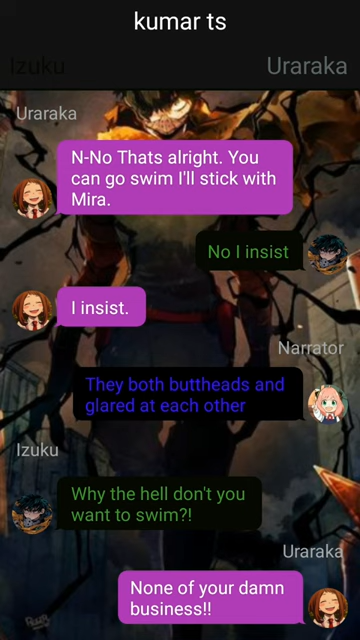 kumar ts
Izuku
Uraraka
Uraraka
N-No Thats alright. You
can go swim I'll stick with
Mira.
No I insist
I insist.
Narrator
They both buttheads and
glared at each other
Izuku
Why the hell don't you
want to swim?!
Uraraka
None of your damn
business!!